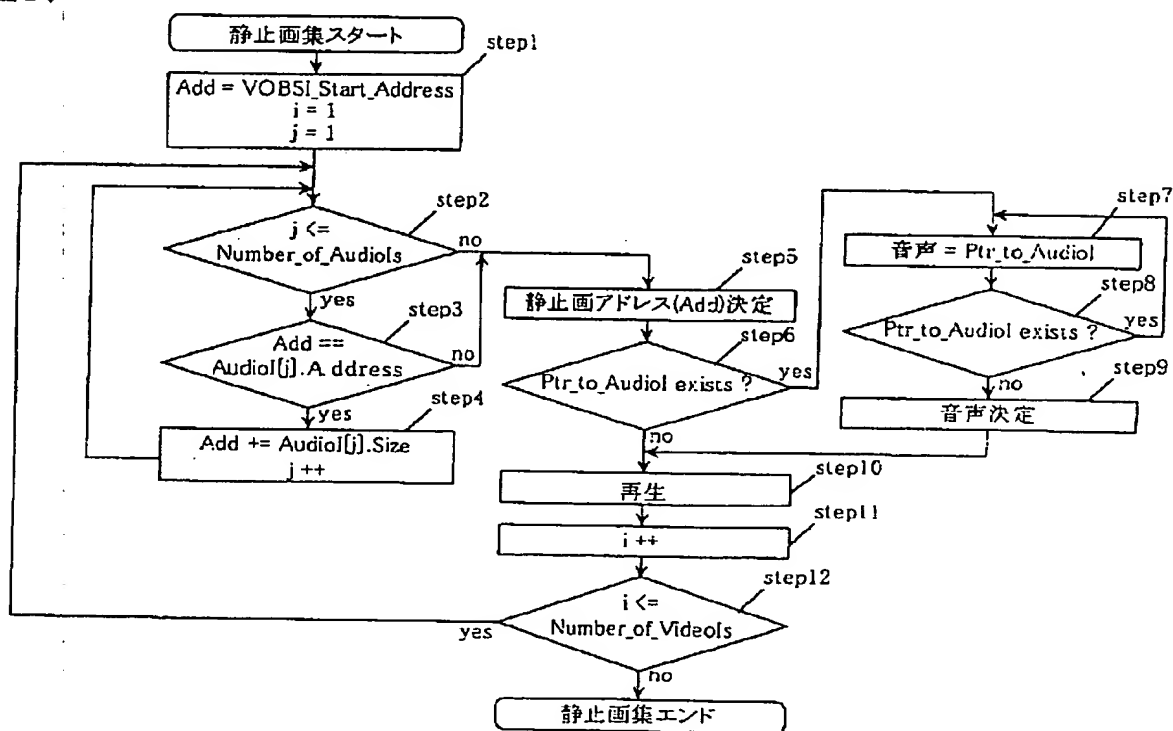 静止画集スタート
step1
Add = VOBSI_Start_Address
i = 1
j = 1
step2
j <=
Number_of_AudioIs
no
yes
step3
Add ==
AudioI[j].Address
no
yes
step4
Add += AudioI[j].Size
j ++
step5
静止画アドレス(Add)決定
step6
Ptr_to_AudioI exists ?
yes
no
step7
音声 = Ptr_to_AudioI
step8
Ptr_to_AudioI exists ?
yes
no
step9
音声決定
step10
再生
step11
i ++
step12
i <=
Number_of_VideoIs
yes
no
静止画集エンド